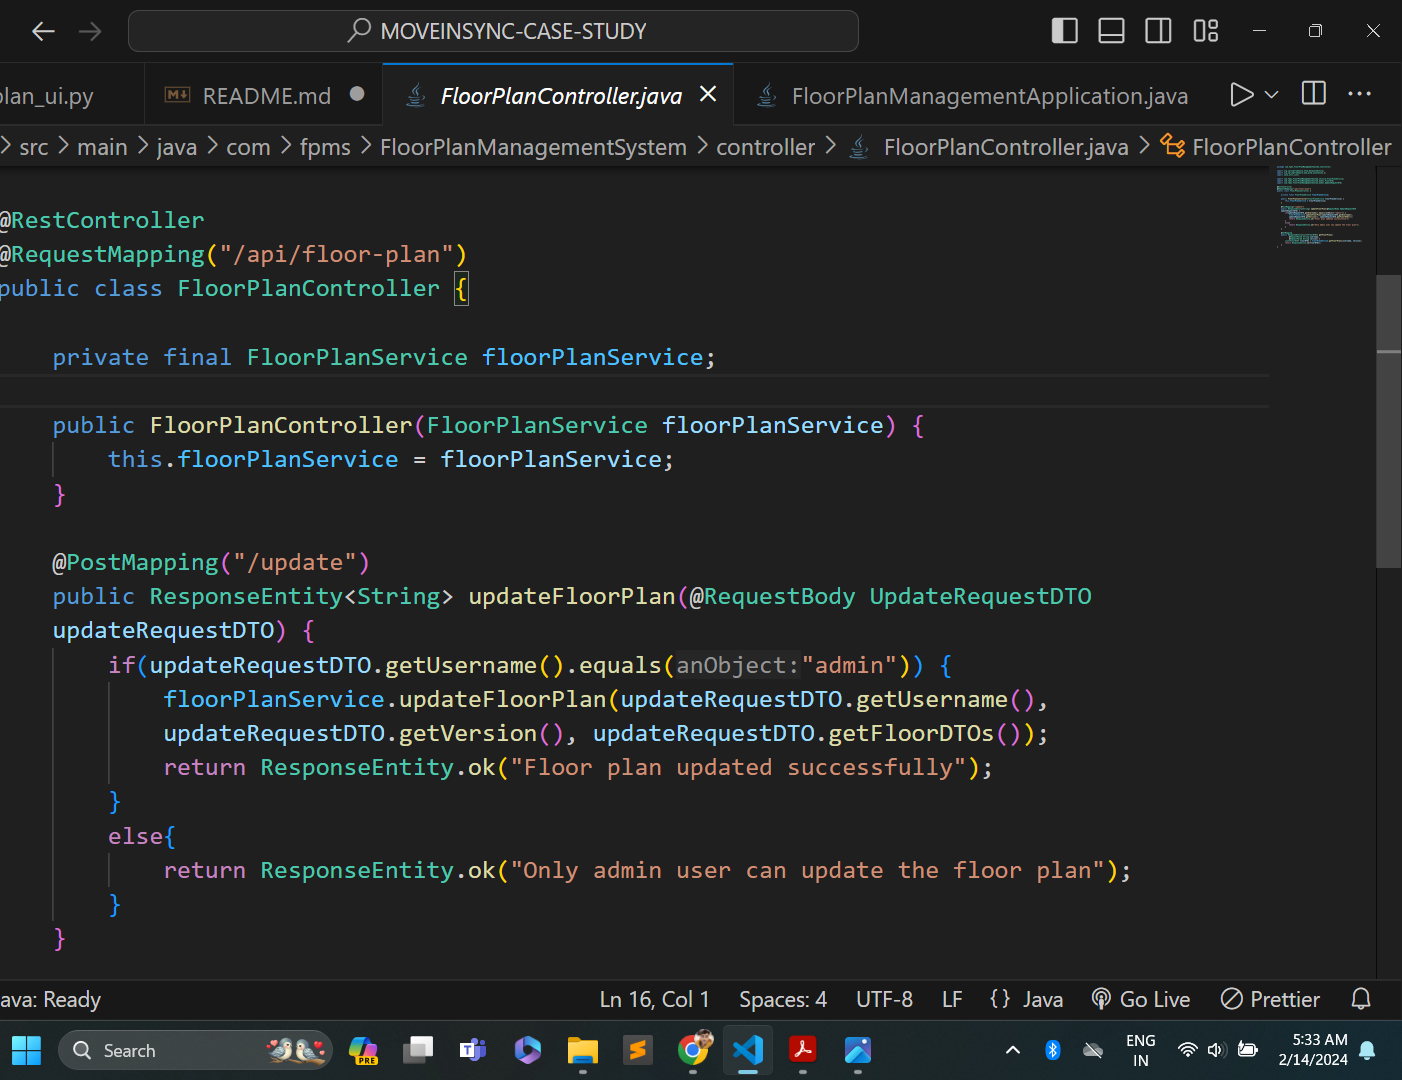 MOVEINSYNC-CASE-STUDY
lan_ui.py
README.md
FloorPlanController.java
FloorPlanManagementApplication.java
src > main > java > com > fpms > FloorPlanManagementSystem > controller > FloorPlanController.java > FloorPlanController
@RestController
@RequestMapping("/api/floor-plan")
public class FloorPlanController {
private final FloorPlanService floorPlanService;
public FloorPlanController(FloorPlanService floorPlanService) {
this.floorPlanService = floorPlanService;
}
@PostMapping("/update")
public ResponseEntity<String> updateFloorPlan(@RequestBody UpdateRequestDTO
updateRequestDTO) {
if(updateRequestDTO.getUsername().equals(anObject:"admin")) {
floorPlanService.updateFloorPlan(updateRequestDTO.getUsername(),
updateRequestDTO.getVersion(), updateRequestDTO.getFloorDTOs());
return ResponseEntity.ok("Floor plan updated successfully");
}
else{
return ResponseEntity.ok("Only admin user can update the floor plan");
}
}
ava: Ready
Ln 16, Col 1
Spaces: 4
UTF-8
LF
{ } Java
Go Live
Prettier
Search
PRE
ENG
IN
5:33 AM
2/14/2024